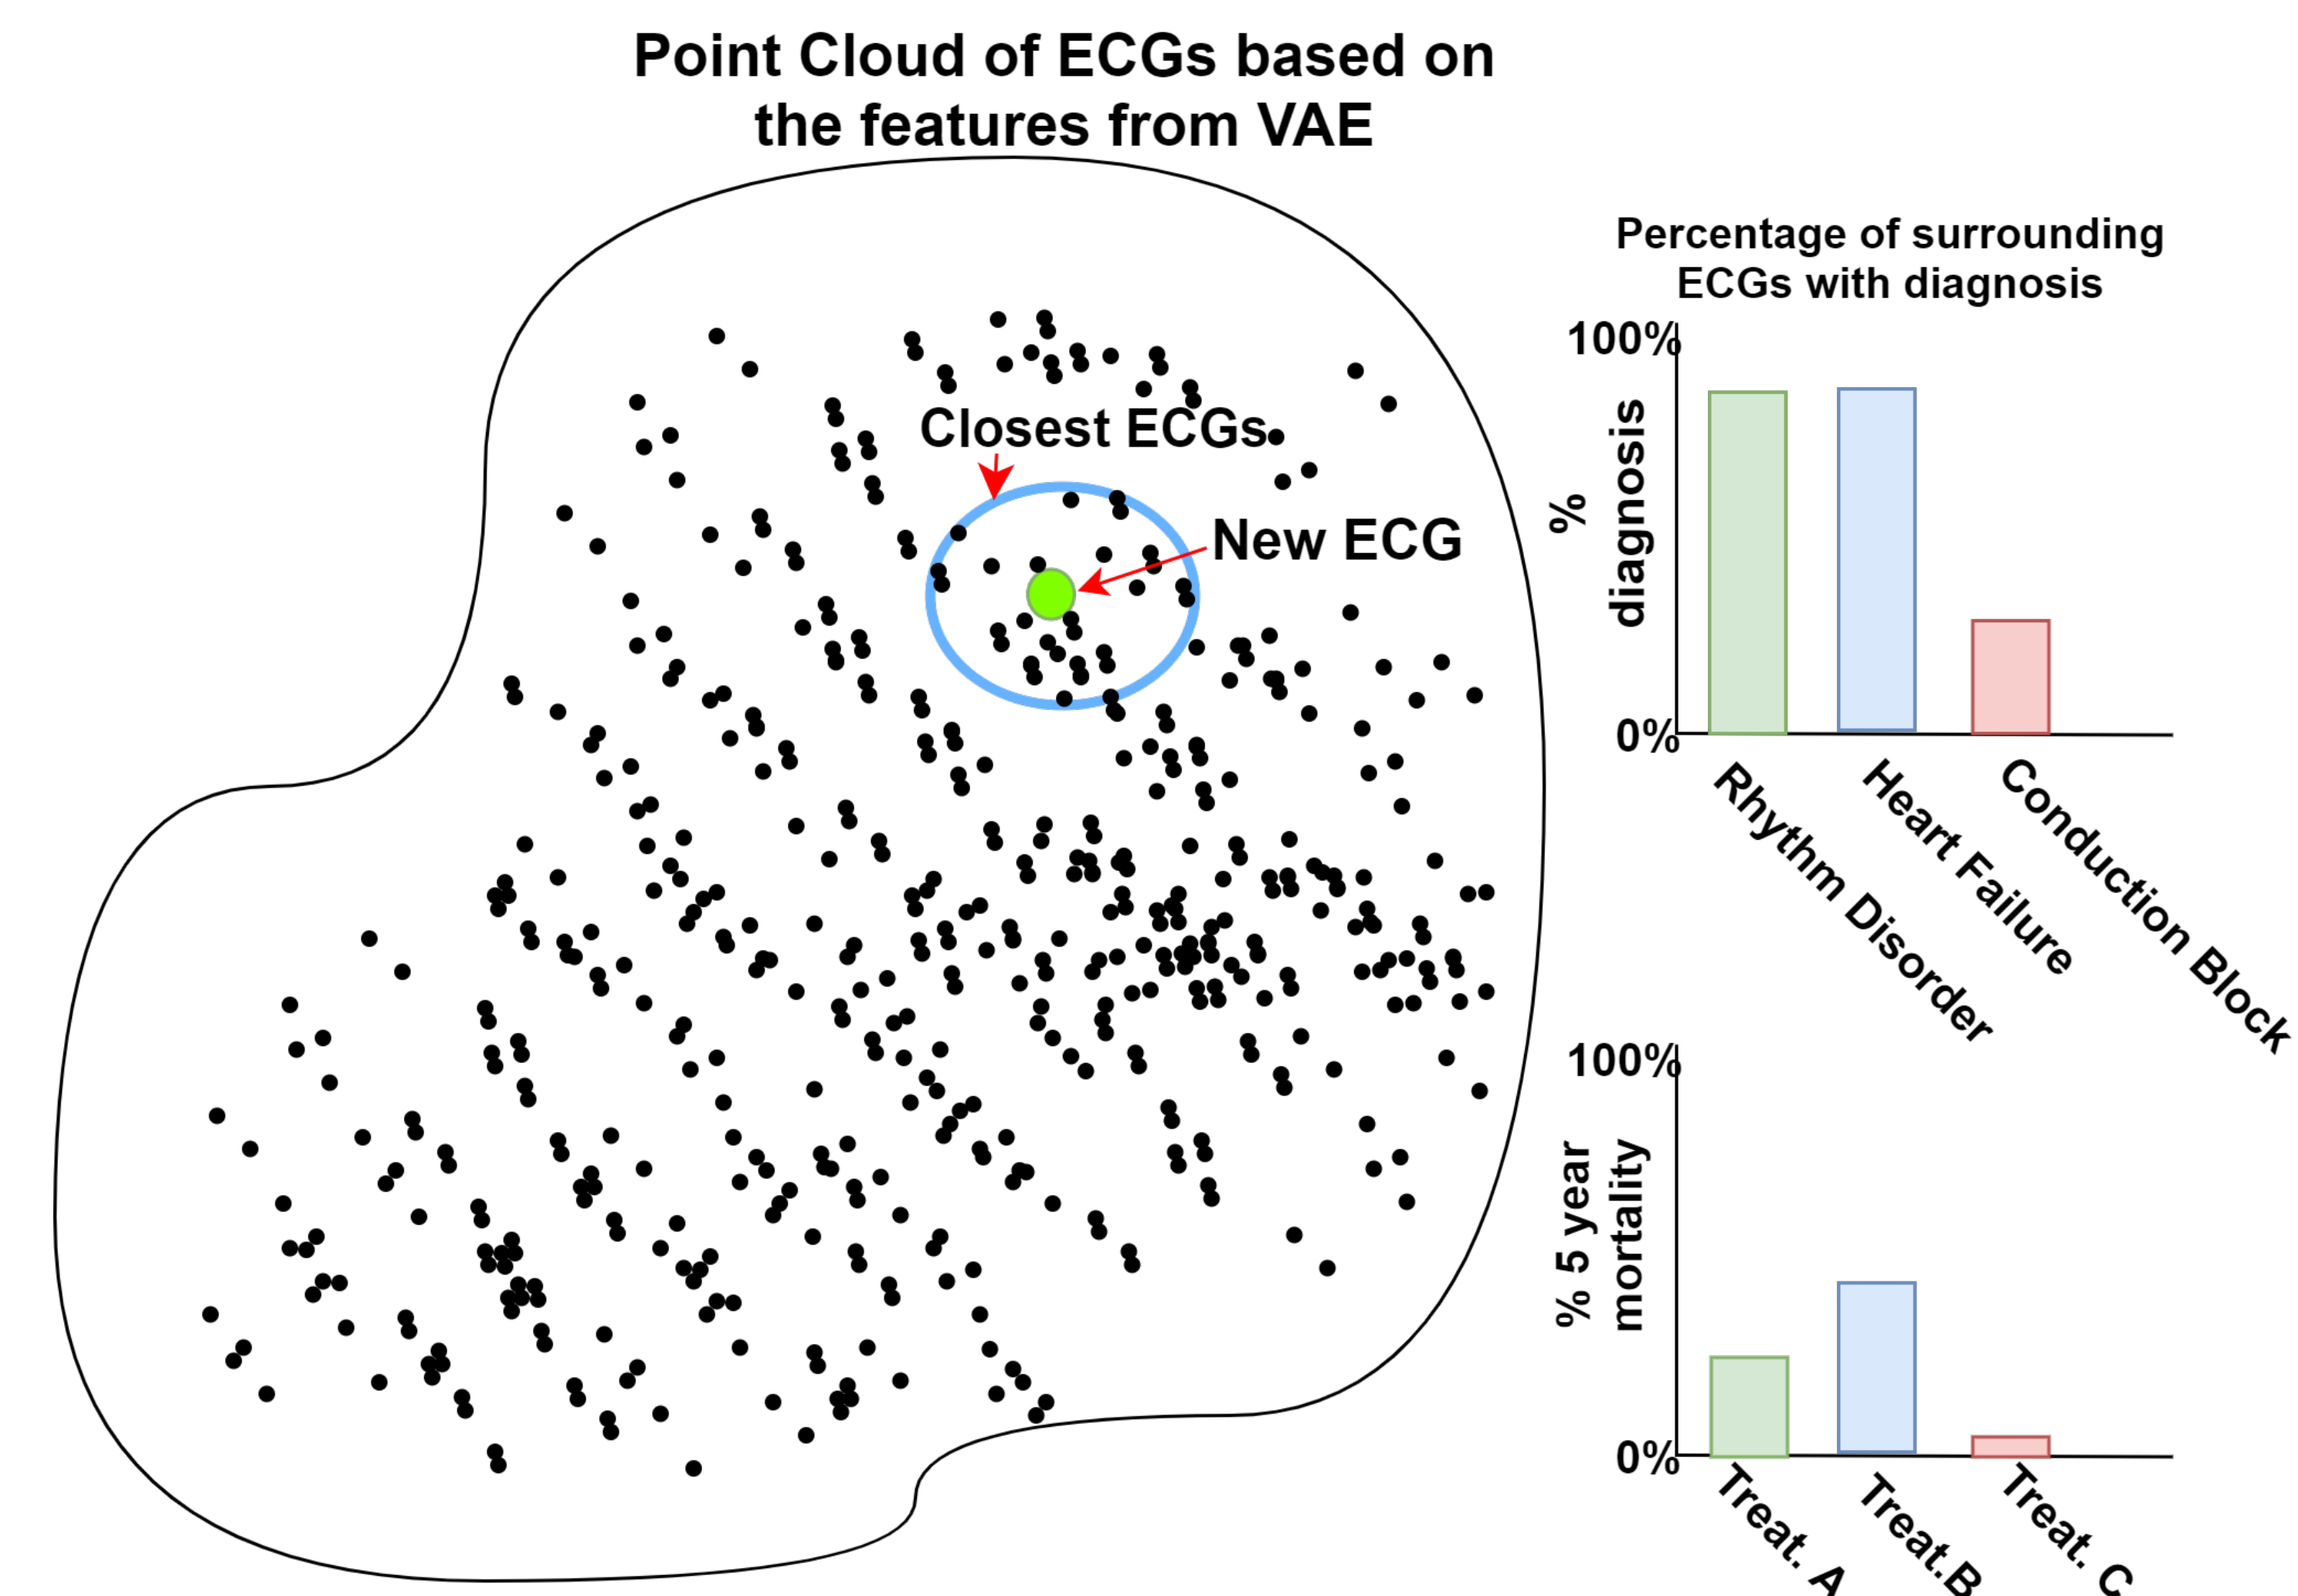 Point Cloud of ECGs based on
the features from VAE
Closest ECGs
New ECG
Percentage of surrounding
ECGs with diagnosis
100%
%
diagnosis
0%
Rhythm Disorder
Heart Failure
Conduction Block
100%
% 5 year
mortality
0%
Treat. A
Treat.B
Treat. C